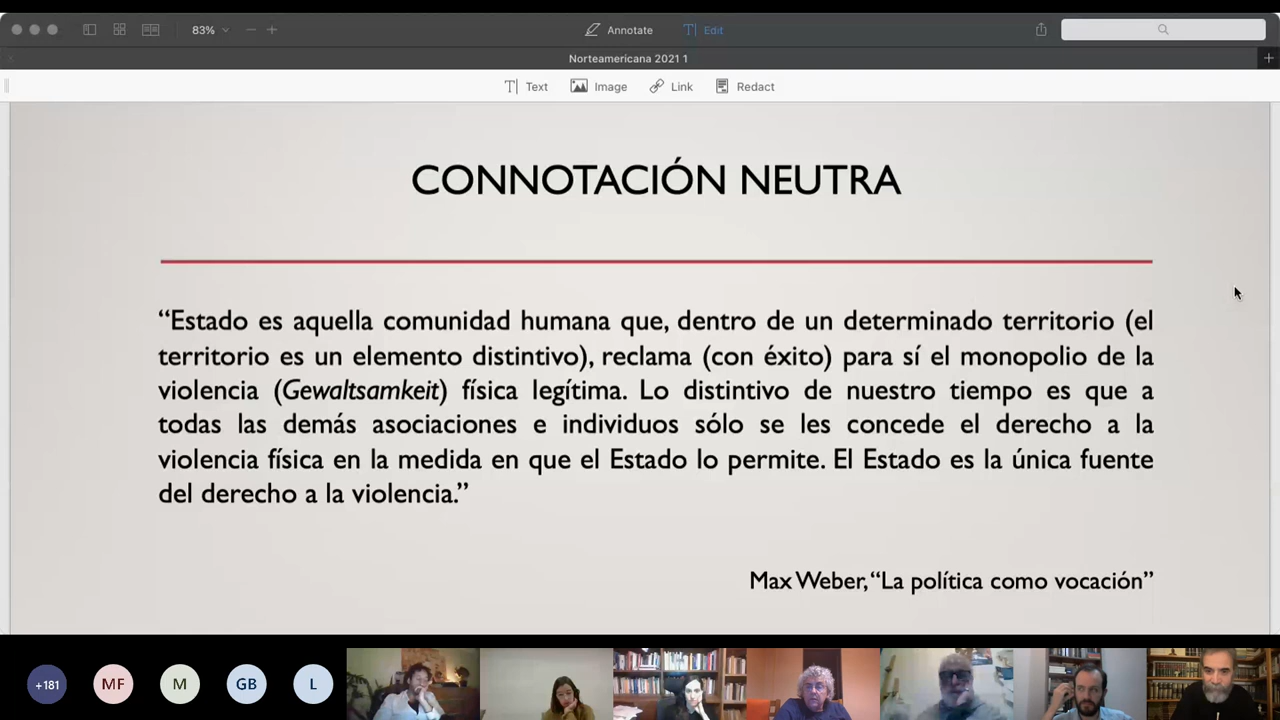 83%
Annotate
Edit
Norteamericana 2021 1
Text
Image
Link
Redact
CONNOTACIÓN NEUTRA
“Estado es aquella comunidad humana que, dentro de un determinado territorio (el
territorio es un elemento distintivo), reclama (con éxito) para sí el monopolio de la
violencia (Gewaltsamkeit) física legítima. Lo distintivo de nuestro tiempo es que a
todas las demás asociaciones e individuos sólo se les concede el derecho a la
violencia física en la medida en que el Estado lo permite. El Estado es la única fuente
del derecho a la violencia.”
Max Weber, “La política como vocación”
+181
MF
M
GB
L